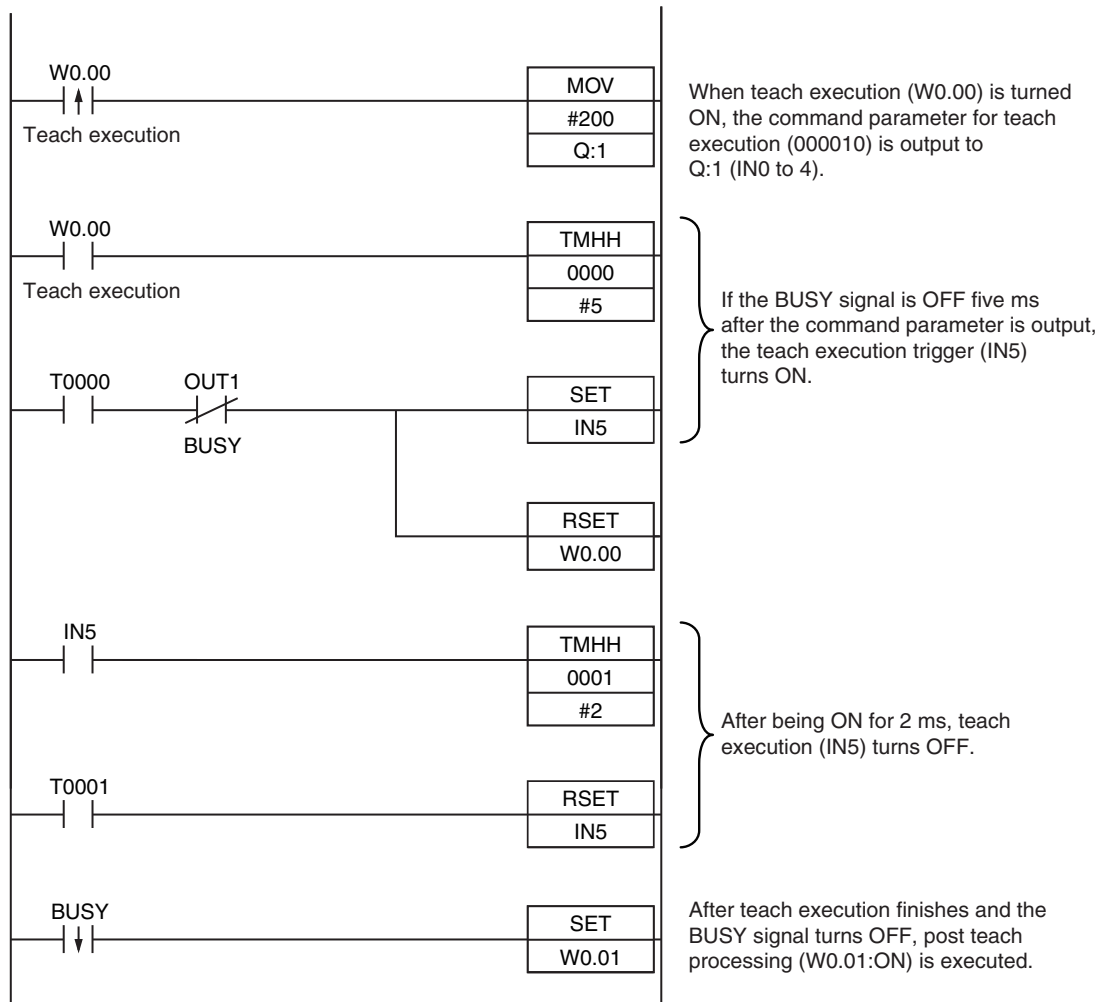 W0.00
Teach execution
MOV
#200
Q:1
When teach execution (W0.00) is turned
ON, the command parameter for teach
execution (000010) is output to
Q:1 (IN0 to 4).
W0.00
Teach execution
TMHH
0000
#5
If the BUSY signal is OFF five ms
after the command parameter is output,
the teach execution trigger (IN5)
turns ON.
T0000
OUT1
BUSY
SET
IN5
RSET
W0.00
IN5
TMHH
0001
#2
After being ON for 2 ms, teach
execution (IN5) turns OFF.
T0001
RSET
IN5
BUSY
SET
W0.01
After teach execution finishes and the
BUSY signal turns OFF, post teach
processing (W0.01:ON) is executed.